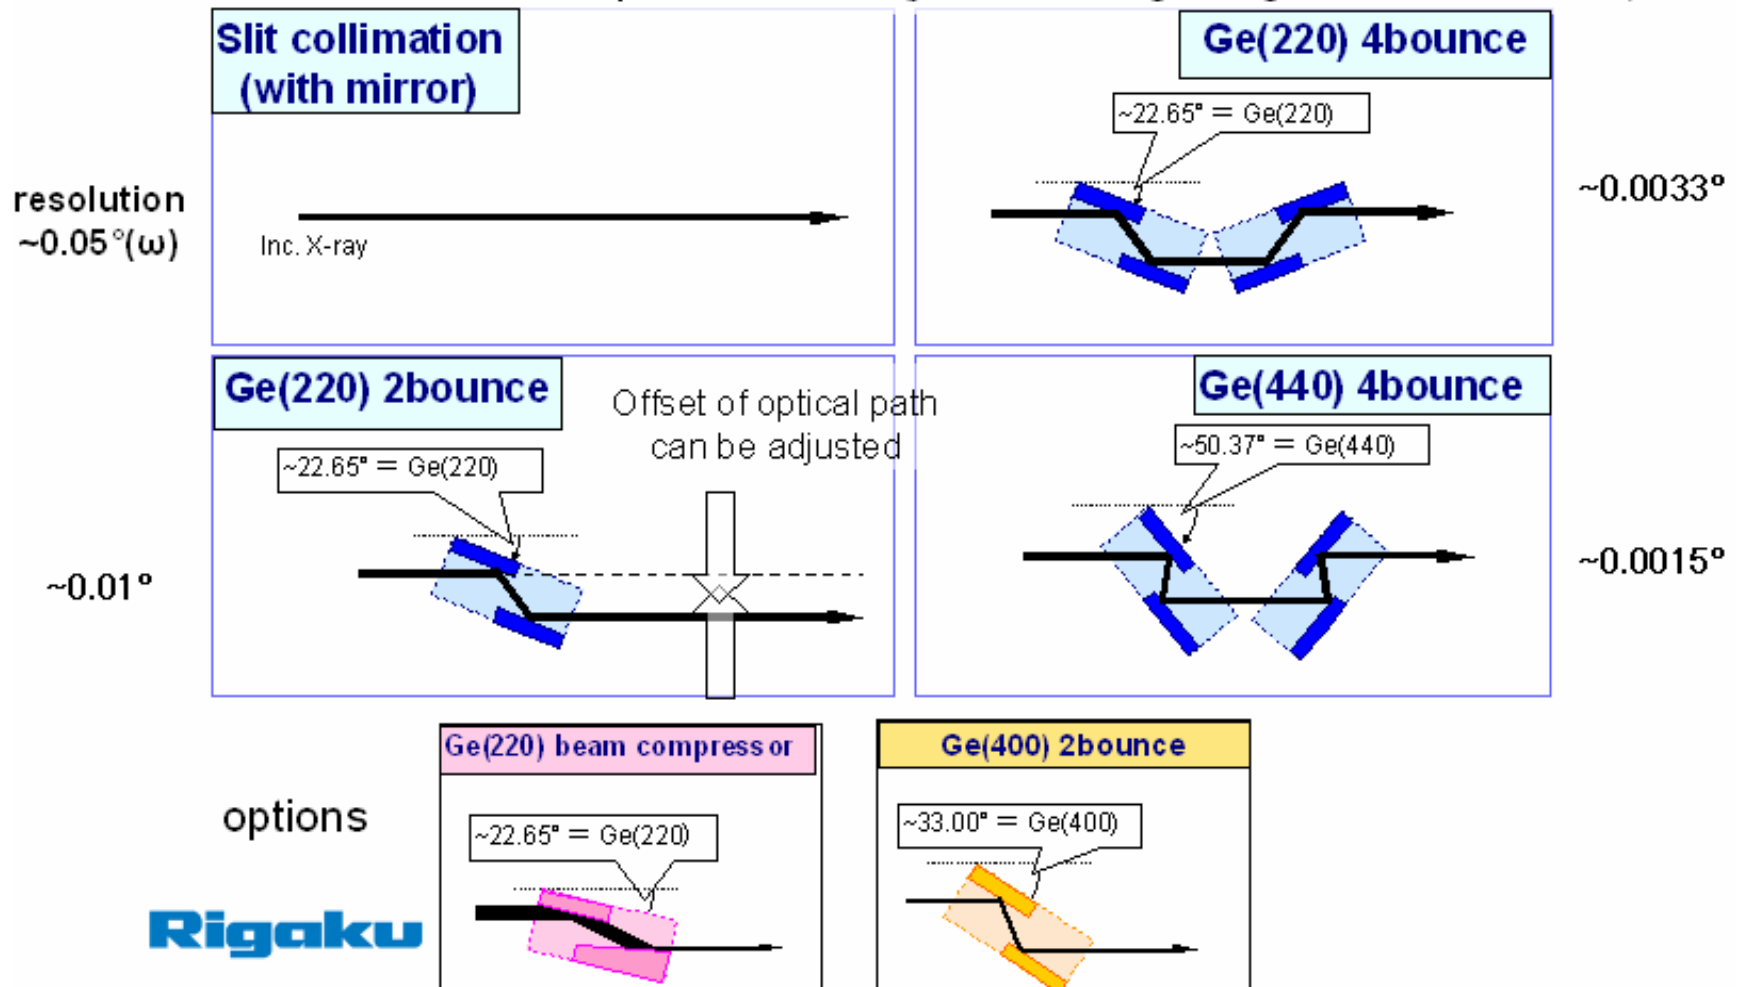 Slit collimation
(with mirror)
resolution
~0.05°(ω)
Inc. X-ray
Ge(220) 4bounce
~22.65° = Ge(220)
~0.0033°
Ge(220) 2bounce
~22.65° = Ge(220)
Offset of optical path
can be adjusted
~0.01°
Ge(440) 4bounce
~50.37° = Ge(440)
~0.0015°
options
Ge(220) beam compressor
~22.65° = Ge(220)
Ge(400) 2bounce
~33.00° = Ge(400)
Rigaku